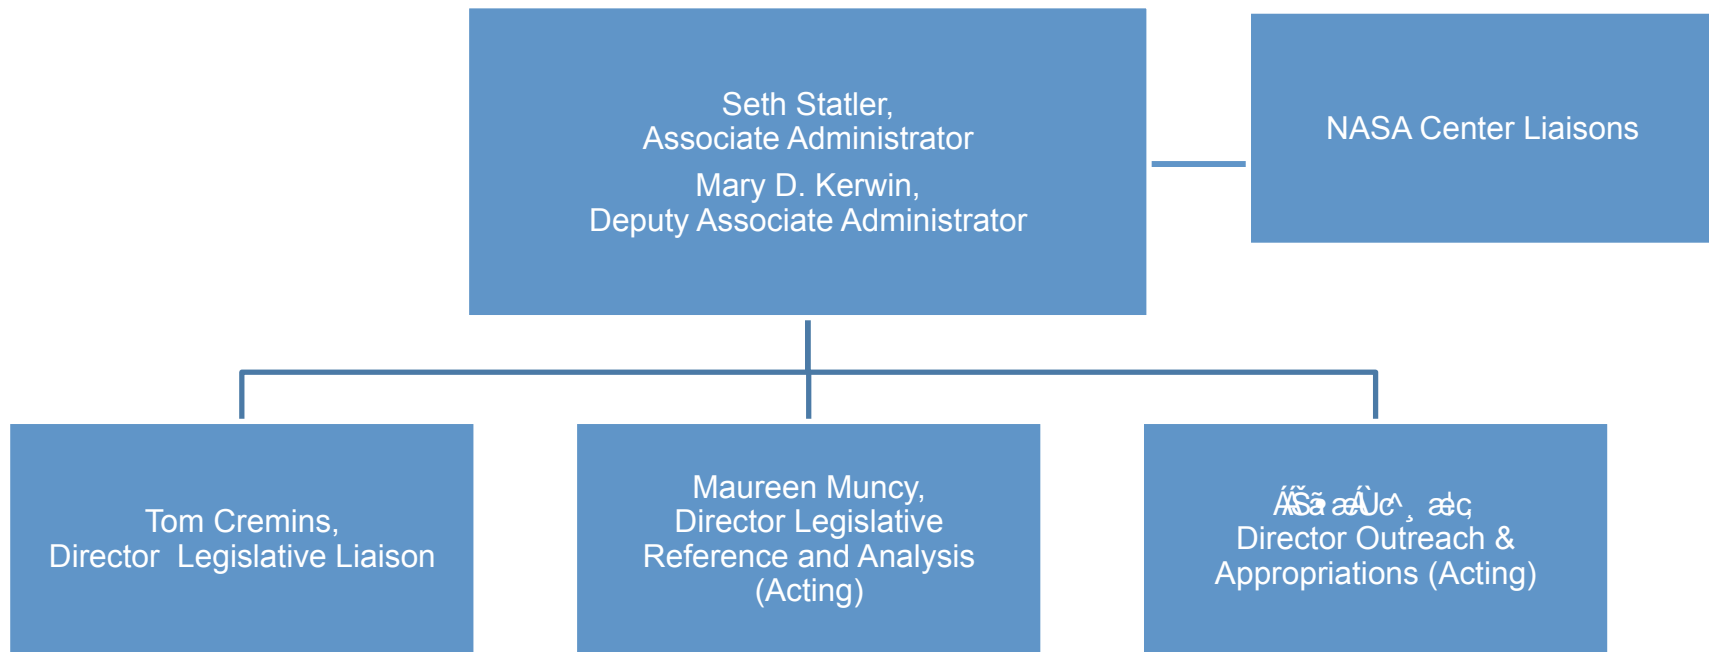 Seth Statler,
Associate Administrator
Mary D. Kerwin,
Deputy Associate Administrator
NASA Center Liaisons
Tom Cremins,
Director Legislative Liaison
Maureen Muncy,
Director Legislative
Reference and Analysis
(Acting)
Director Outreach &
Appropriations (Acting)